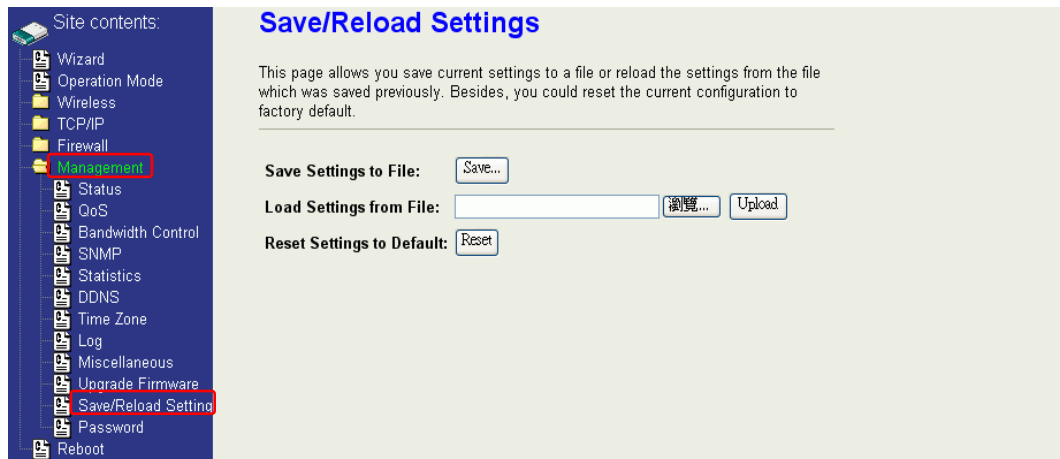 Site contents:
Wizard
Operation Mode
Wireless
TCP/IP
Firewall
Management
Status
QoS
Bandwidth Control
SNMP
Statistics
DDNS
Time Zone
Log
Miscellaneous
Upgrade Firmware
Save/Reload Setting
Password
Reboot
Save/Reload Settings
This page allows you save current settings to a file or reload the settings from the file
which was saved previously. Besides, you could reset the current configuration to
factory default.
Save Settings to File: Save...
Load Settings from File: 瀏覽... Upload
Reset Settings to Default: Reset